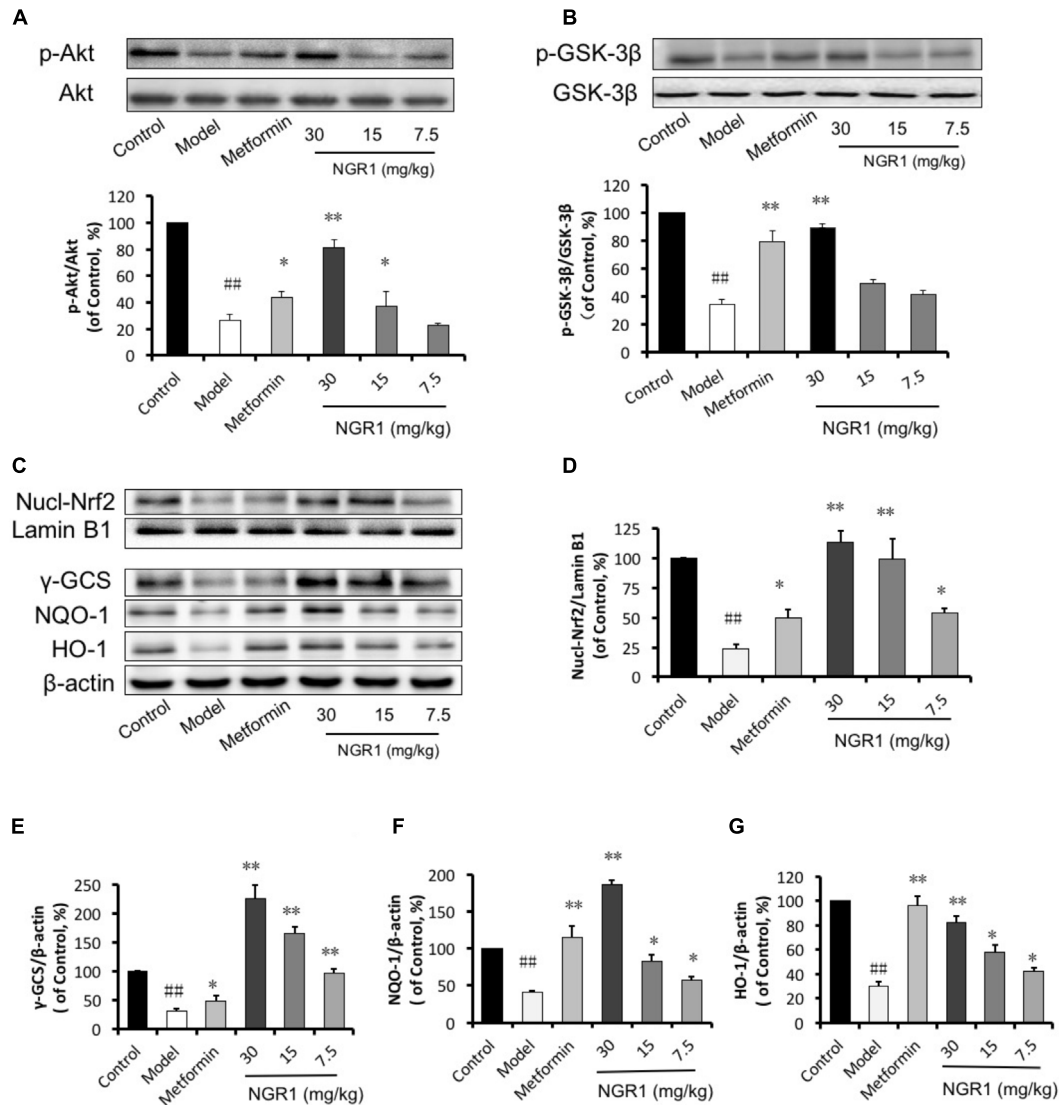 A
p-Akt
Akt
Control
Model
Metformin
30
15
7.5
NGR1 (mg/kg)
p-Akt/Akt
(of Control, %)
120
100
80
60
40
20
0
##
*
**
*
Control
Model
Metformin
30
15
7.5
NGR1 (mg/kg)
B
p-GSK-3β
GSK-3β
Control
Model
Metformin
30
15
7.5
NGR1 (mg/kg)
p-GSK-3β/GSK-3β
（of Control, %)
120
100
80
60
40
20
0
##
**
**
Control
Model
Metformin
30
15
7.5
NGR1 (mg/kg)
C
Nucl-Nrf2
Lamin B1
γ-GCS
NQO-1
HO-1
β-actin
Control
Model
Metformin
30
15
7.5
NGR1 (mg/kg)
D
Nucl-Nrf2/Lamin B1
(of Control, %)
125
100
75
50
25
0
##
*
**
**
*
Control
Model
Metformin
30
15
7.5
NGR1 (mg/kg)
E
γ-GCS/β-actin
( of Control, %)
250
200
150
100
50
0
##
*
**
**
**
Control
Model
Metformin
30
15
7.5
NGR1 (mg/kg)
F
NQO-1/β-actin
( of Control, %)
200
150
100
50
0
##
**
**
*
*
Control
Model
Metformin
30
15
7.5
NGR1 (mg/kg)
G
HO-1/β-actin
( of Control, %)
120
100
80
60
40
20
0
##
**
**
*
*
Control
Model
Metformin
30
15
7.5
NGR1 (mg/kg)